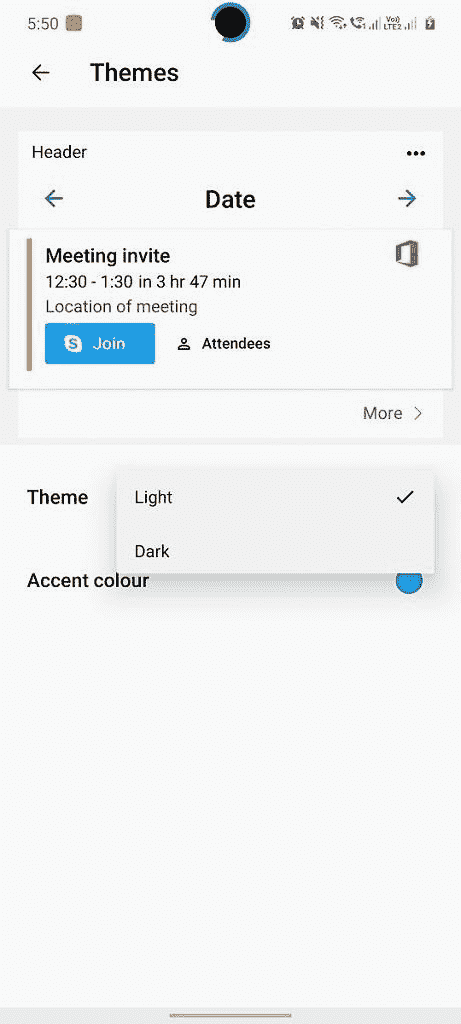 5:50
Vo))
LTE2
Themes
Header
Date
Meeting invite
12:30 - 1:30 in 3 hr 47 min
Location of meeting
S Join
Attendees
More
Theme
Light
Dark
Accent colour